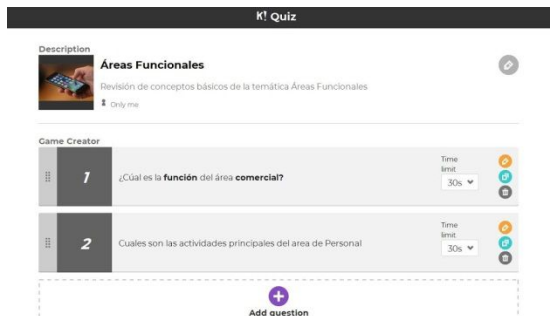 K! Quiz
Description
Áreas Funcionales
Revisión de conceptos básicos de la temática Áreas Funcionales
Only me
Game Creator
1
¿Cúal es la función del área comercial?
Time
limit
30s
2
Cuales son las actividades principales del area de Personal
Time
limit
30s
Add question